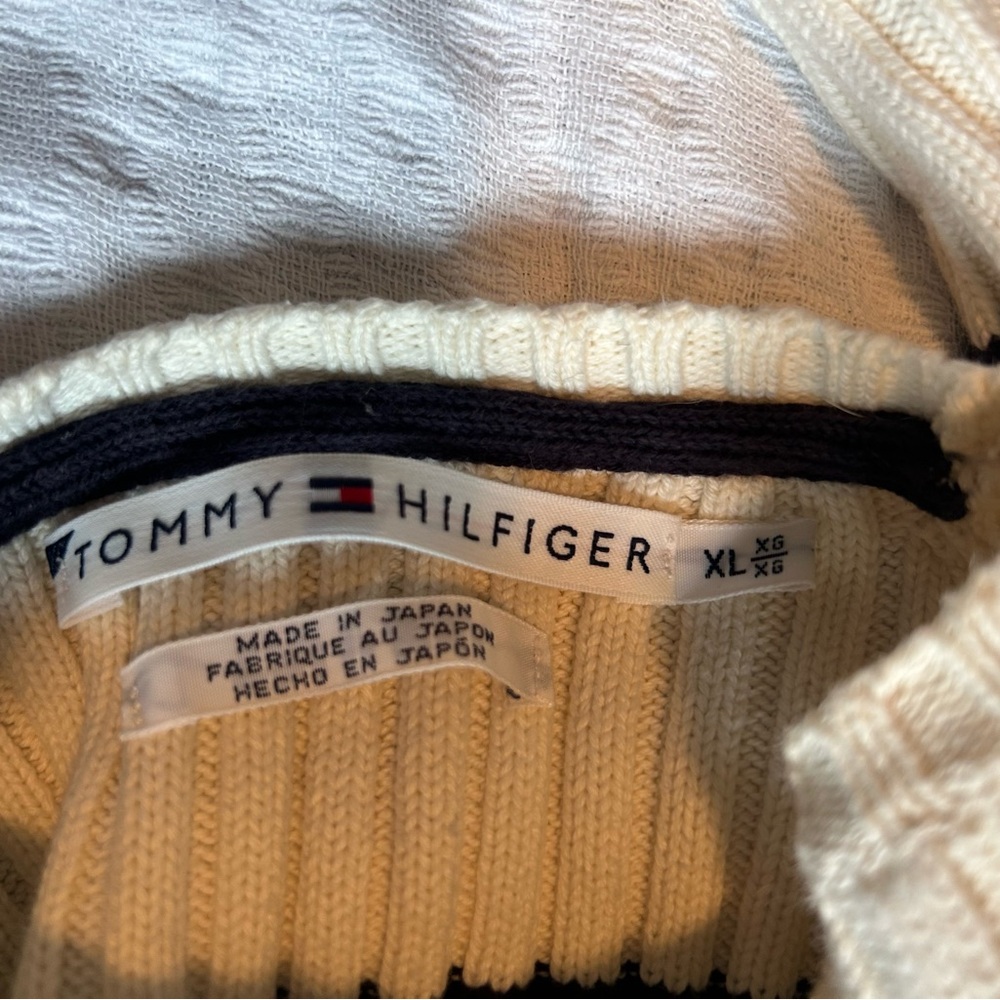 TOMMY HILFIGER
XL XG
XG
MADE IN JAPAN
FABRIQUE AU JAPON
HECHO EN JAPÓN